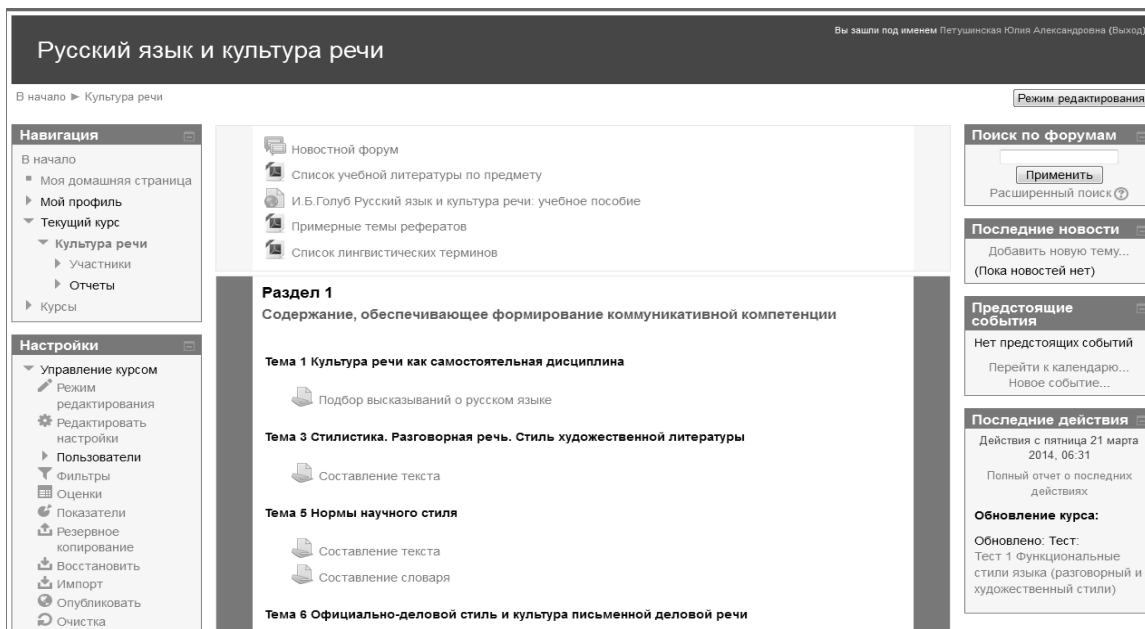 Вы зашли под именем Петушинская Юлия Александровна (Выход)
Русский язык и культура речи
В начало ► Культура речи
Режим редактирования
Навигация
В начало
Моя домашняя страница
Мой профиль
Текущий курс
Культура речи
Участники
Отчеты
Курсы
Настройки
Управление курсом
Режим
редактирования
Редактировать
настройки
Пользователи
Фильтры
Оценки
Показатели
Резервное
копирование
Восстановить
Импорт
Опубликовать
Очистка
Новостной форум
Список учебной литературы по предмету
И.Б.Голуб Русский язык и культура речи: учебное пособие
Примерные темы рефератов
Список лингвистических терминов
Раздел 1
Содержание, обеспечивающее формирование коммуникативной компетенции
Тема 1 Культура речи как самостоятельная дисциплина
Подбор высказываний о русском языке
Тема 3 Стилистика. Разговорная речь. Стиль художественной литературы
Составление текста
Тема 5 Нормы научного стиля
Составление текста
Составление словаря
Тема 6 Официально-деловой стиль и культура письменной деловой речи
Поиск по форумам
Применить
Расширенный поиск ?
Последние новости
Добавить новую тему...
(Пока новостей нет)
Предстоящие
события
Нет предстоящих событий
Перейти к календарю...
Новое событие...
Последние действия
Действия с пятница 21 марта
2014, 06:31
Полный отчет о последних
действиях
Обновление курса:
Обновлено: Тест:
Тест 1 Функциональные
стили языка (разговорный и
художественный стили)